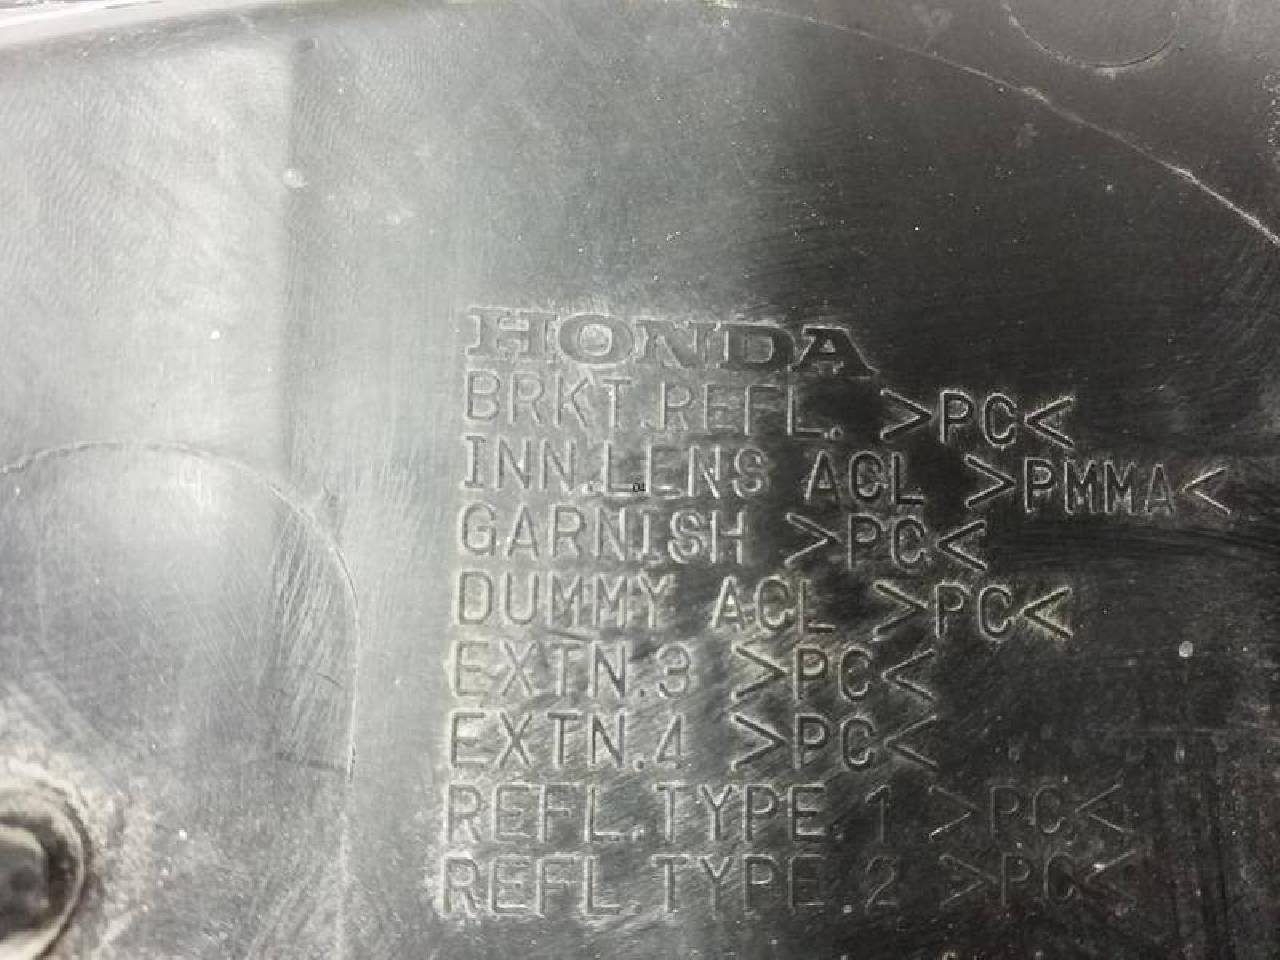 HONDA
BRKT.REFL. >PC<
INN.LENS ACL >PMMA<
GARNISH >PC<
DUMMY ACL >PC<
EXTN.3 >PC<
EXTN.4 >PC<
REFL.TYPE.1 >PC<
REFL.TYPE.2 >PC<